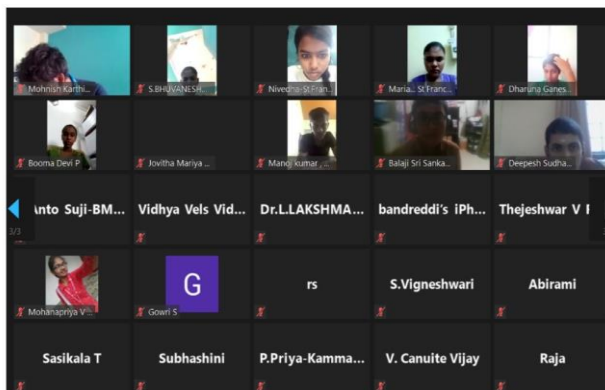 Mohnish Karthi...
S.BHUVANESH...
Nivedha-St.Fran...
Maria... St Franc...
Dharuna Ganes...
Booma Devi P
Jovitha Mariya ...
Manoj kumar , ...
Balaji Sri Sanka...
Deepesh Sudha...
Anto Suji-BM...
Vidhya Vels Vid...
Dr.L.LAKSHMA...
bandreddi's iPh...
Thejeshwar V
3/3
Mohanapriya V ...
G
Gowri S
rs
S.Vigneshwari
Abirami
Sasikala T
Subhashini
P.Priya-Kamma...
V. Canuite Vijay
Raja